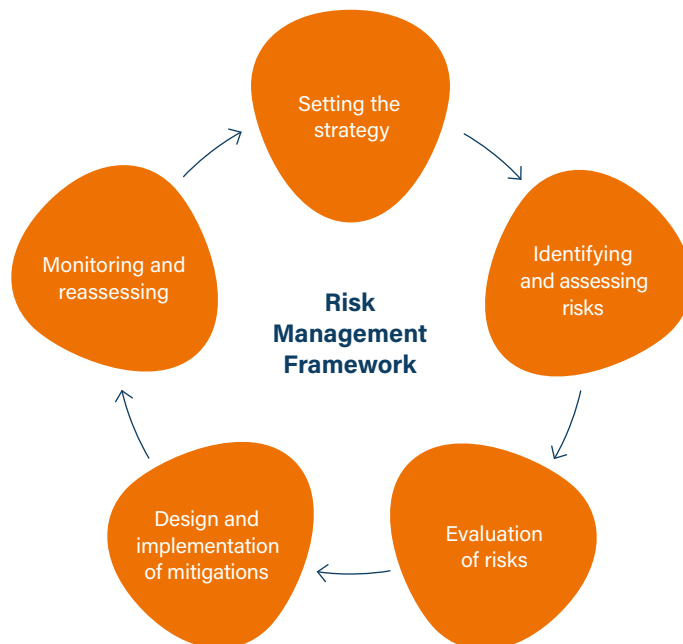 Setting the
strategy
Identifying
and assessing
risks
Evaluation
of risks
Design and
implementation
of mitigations
Monitoring and
reassessing
Risk
Management
Framework